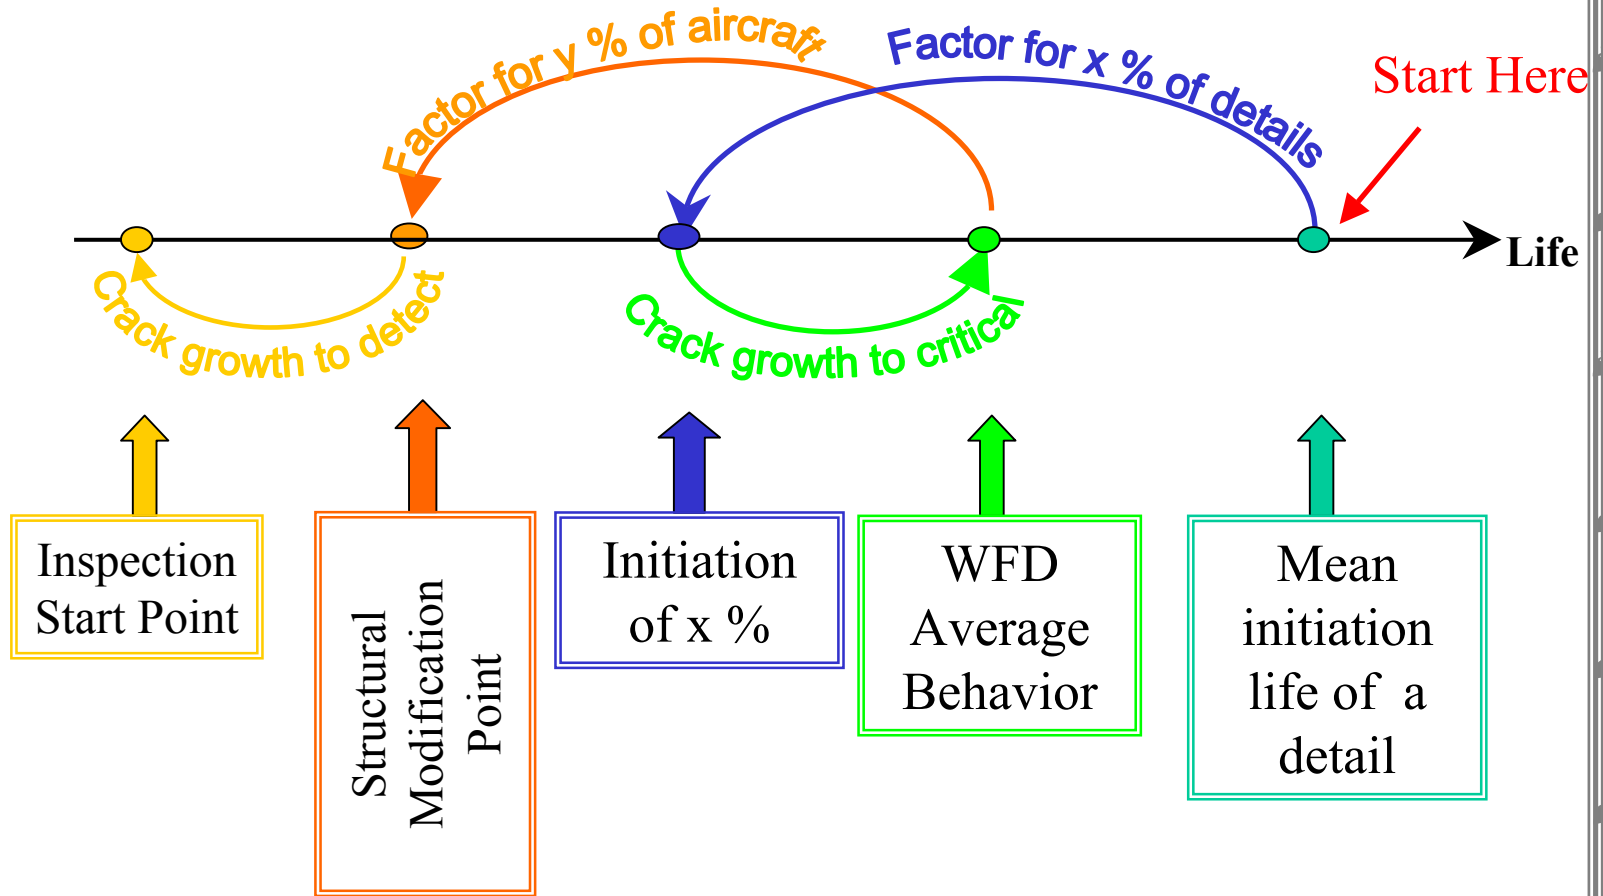 Factor for y % of aircraft
Factor for x % of details
Start Here
Life
Crack growth to detect
Crack growth to critical
Inspection
Start Point
Structural
Modification
Point
Initiation
of x %
WFD
Average
Behavior
Mean
initiation
life of a
detail